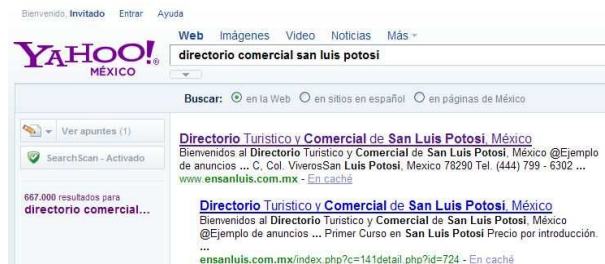 Bienvenido, Invitado Entrar Ayuda
Web Imágenes Video Noticias Más
YAHOO!
MÉXICO
directorio comercial san luis potosi
Buscar: en la Web en sitios en español en páginas de México
Ver apuntes (1)
SearchScan - Activado
667.000 resultados para
directorio comercial...
Directorio Turistico y Comercial de San Luis Potosi, México
Bienvenidos al Directorio Turistico y Comercial de San Luis Potosi, México @Ejemplo
de anuncios ... C, Col. ViverosSan Luis Potosi, Mexico 78290 Tel. (444) 799 - 6302 ...
www.ensanluis.com.mx - En caché
Directorio Turistico y Comercial de San Luis Potosi, México
Bienvenidos al Directorio Turistico y Comercial de San Luis Potosi, México
@Ejemplo de anuncios ... Primer Curso en San Luis Potosi Precio por introducción.
...
ensanluis.com.mx/index.php?c=141detail.php?id=724 - En caché